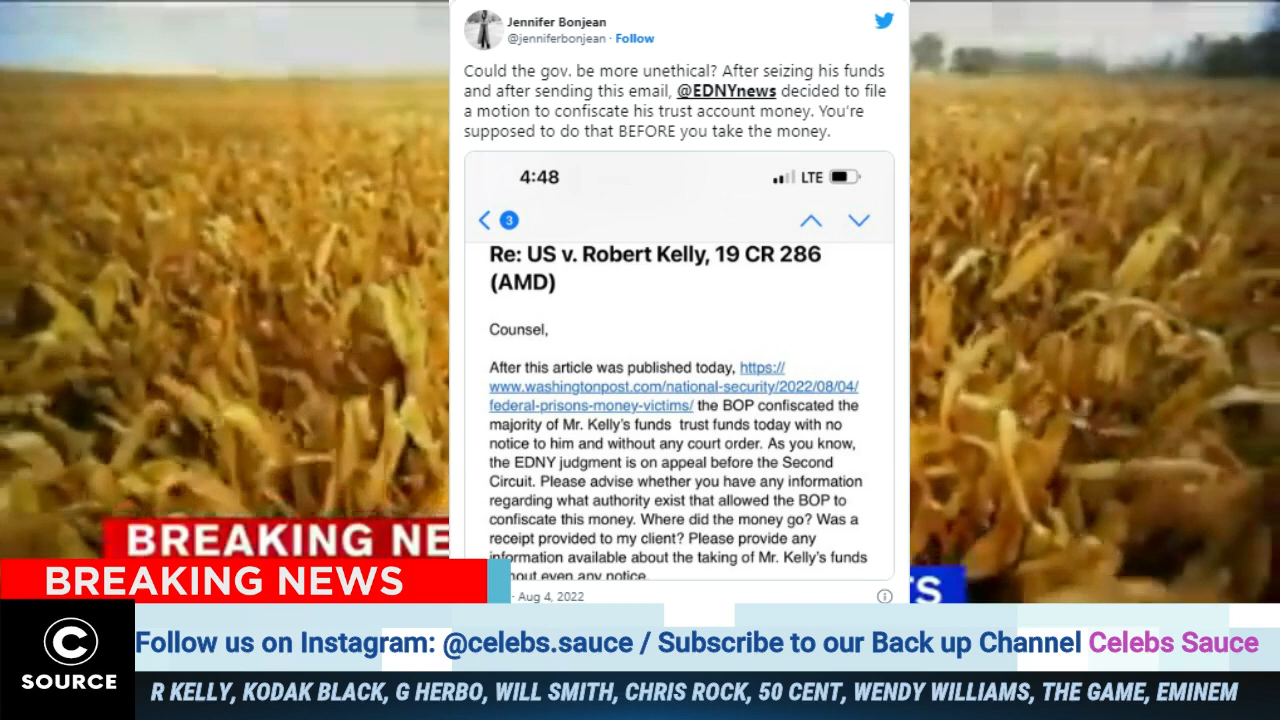 Jennifer Bonjean
@jenniferbonjean · Follow
Could the gov. be more unethical? After seizing his funds
and after sending this email, @EDNYnews decided to file
a motion to confiscate his trust account money. You're
supposed to do that BEFORE you take the money.
4:48
LTE
3
Re: US v. Robert Kelly, 19 CR 286
(AMD)
Counsel,
After this article was published today, https://
www.washingtonpost.com/national-security/2022/08/04/
federal-prisons-money-victims/ the BOP confiscated the
majority of Mr. Kelly's funds trust funds today with no
notice to him and without any court order. As you know,
the EDNY judgment is on appeal before the Second
Circuit. Please advise whether you have any information
regarding what authority exist that allowed the BOP to
confiscate this money. Where did the money go? Was a
receipt provided to my client? Please provide any
information available about the taking of Mr. Kelly's funds
even any notice.
· Aug 4, 2022
BREAKING NE
BREAKING NEWS
TS
C
SOURCE
Follow us on Instagram: @celebs.sauce / Subscribe to our Back up Channel Celebs Sauce
R KELLY, KODAK BLACK, G HERBO, WILL SMITH, CHRIS ROCK, 50 CENT, WENDY WILLIAMS, THE GAME, EMINEM